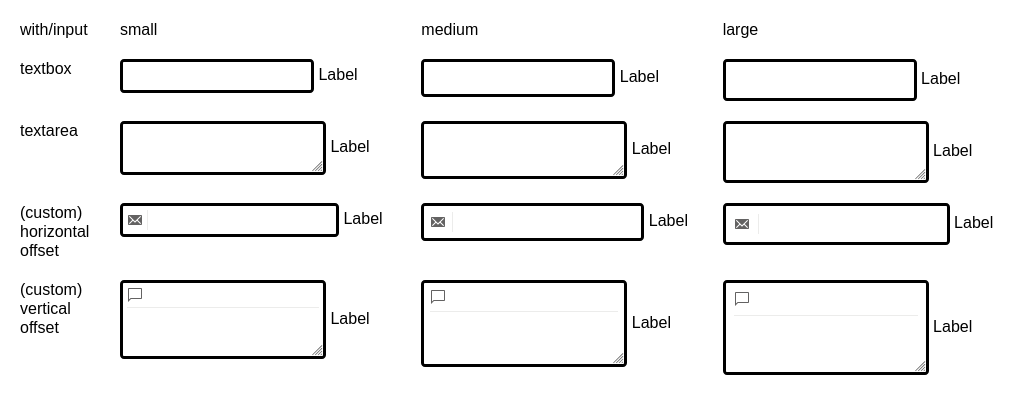 with/input small medium large
textbox Label Label Label
textarea Label Label Label
(custom)
horizontal Label Label Label
offset
(custom)
vertical Label Label Label
offset